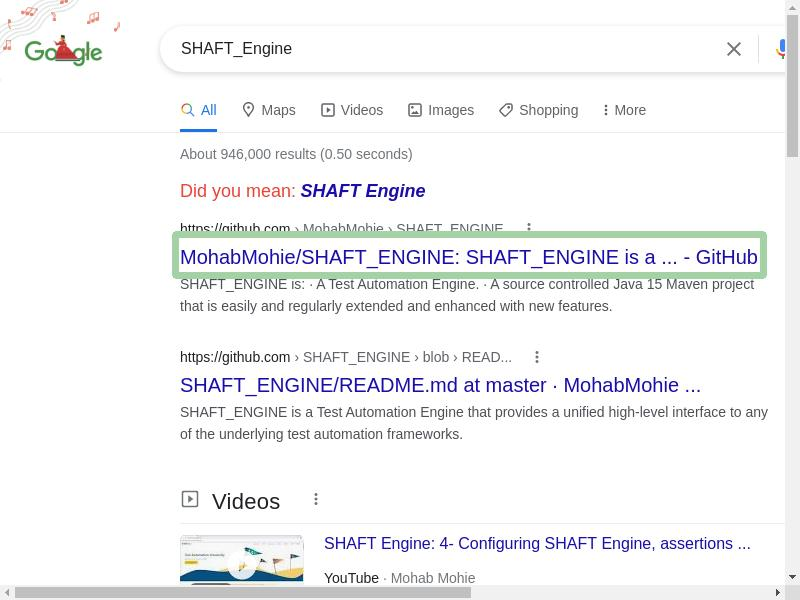 Google
SHAFT_Engine
All Maps Videos Images Shopping More
About 946,000 results (0.50 seconds)
Did you mean: SHAFT Engine
https://github.com › MohabMohie › SHAFT_ENGINE
MohabMohie/SHAFT_ENGINE: SHAFT_ENGINE is a ... - GitHub
SHAFT_ENGINE is: · A Test Automation Engine. · A source controlled Java 15 Maven project
that is easily and regularly extended and enhanced with new features.
https://github.com › SHAFT_ENGINE › blob › READ...
SHAFT_ENGINE/README.md at master · MohabMohie ...
SHAFT_ENGINE is a Test Automation Engine that provides a unified high-level interface to any
of the underlying test automation frameworks.
Videos
SHAFT Engine: 4- Configuring SHAFT Engine, assertions ...
YouTube · Mohab Mohie